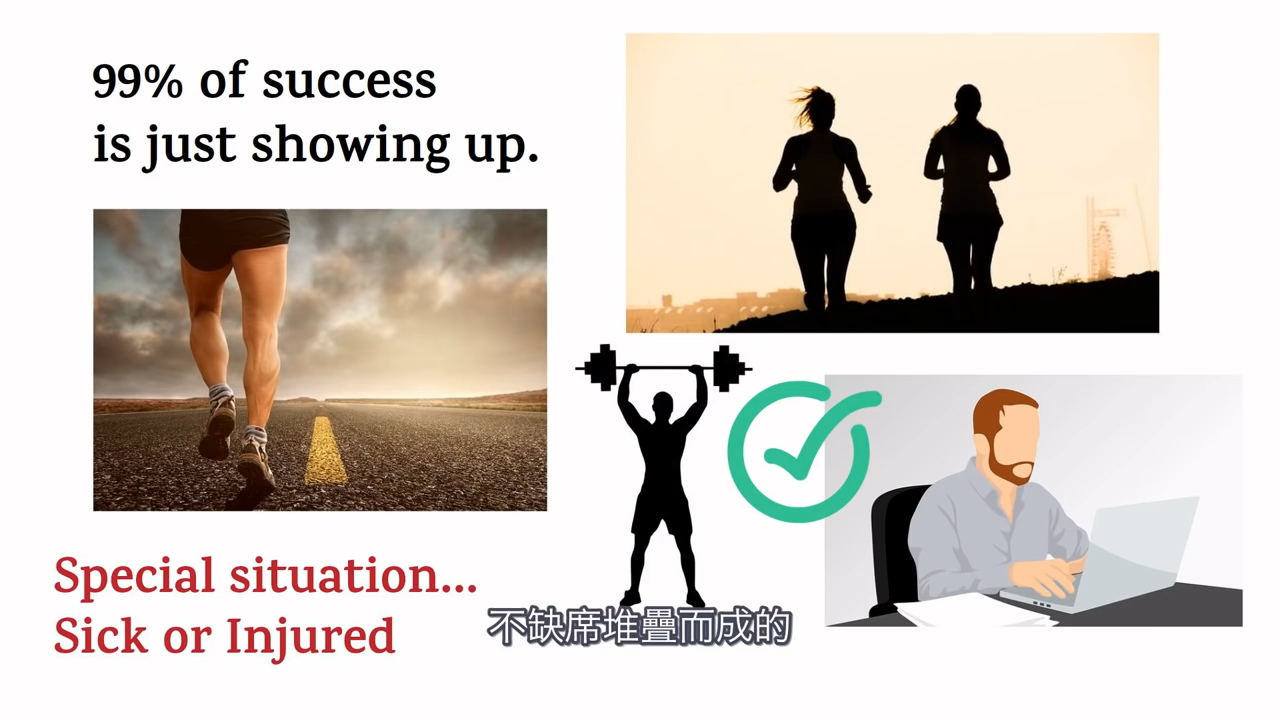 99% of success
is just showing up.
Special situation...
Sick or Injured
不缺席堆疊而成的